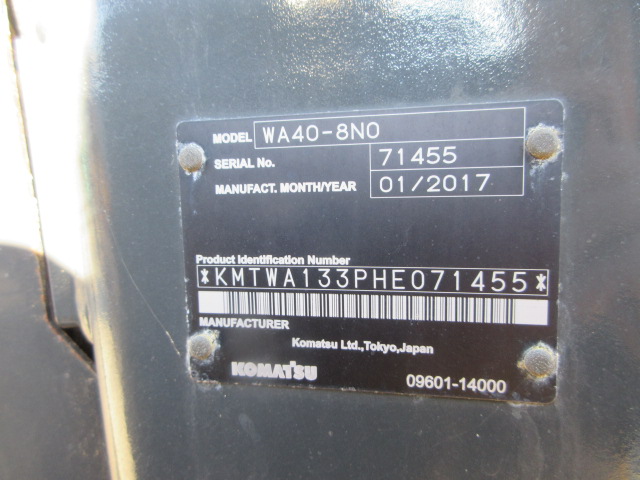 MODEL WA40-8N0
SERIAL No. 71455
MANUFACT. MONTH/YEAR 01/2017
Product Identification Number
*KMTWA133PHE071455*
MANUFACTURER
Komatsu Ltd.,Tokyo,Japan
KOMATSU
09601-14000